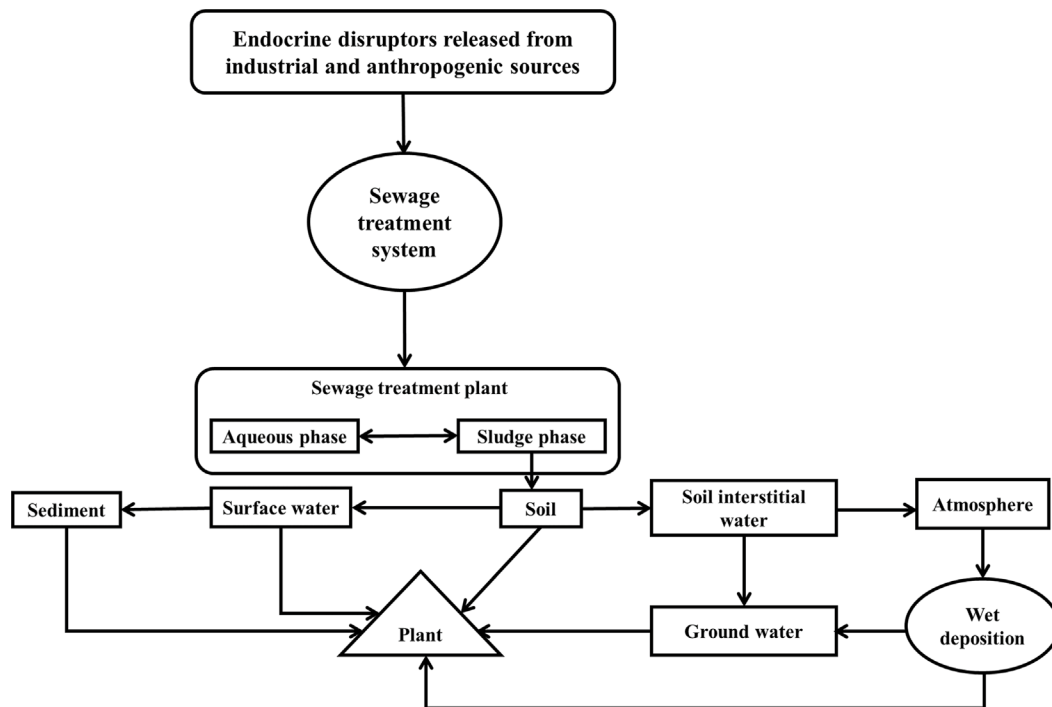 Endocrine disruptors released from
industrial and anthropogenic sources
Sewage
treatment
system
Sewage treatment plant
Aqueous phase
Sludge phase
Sediment
Surface water
Soil
Soil interstitial
water
Atmosphere
Plant
Ground water
Wet
deposition